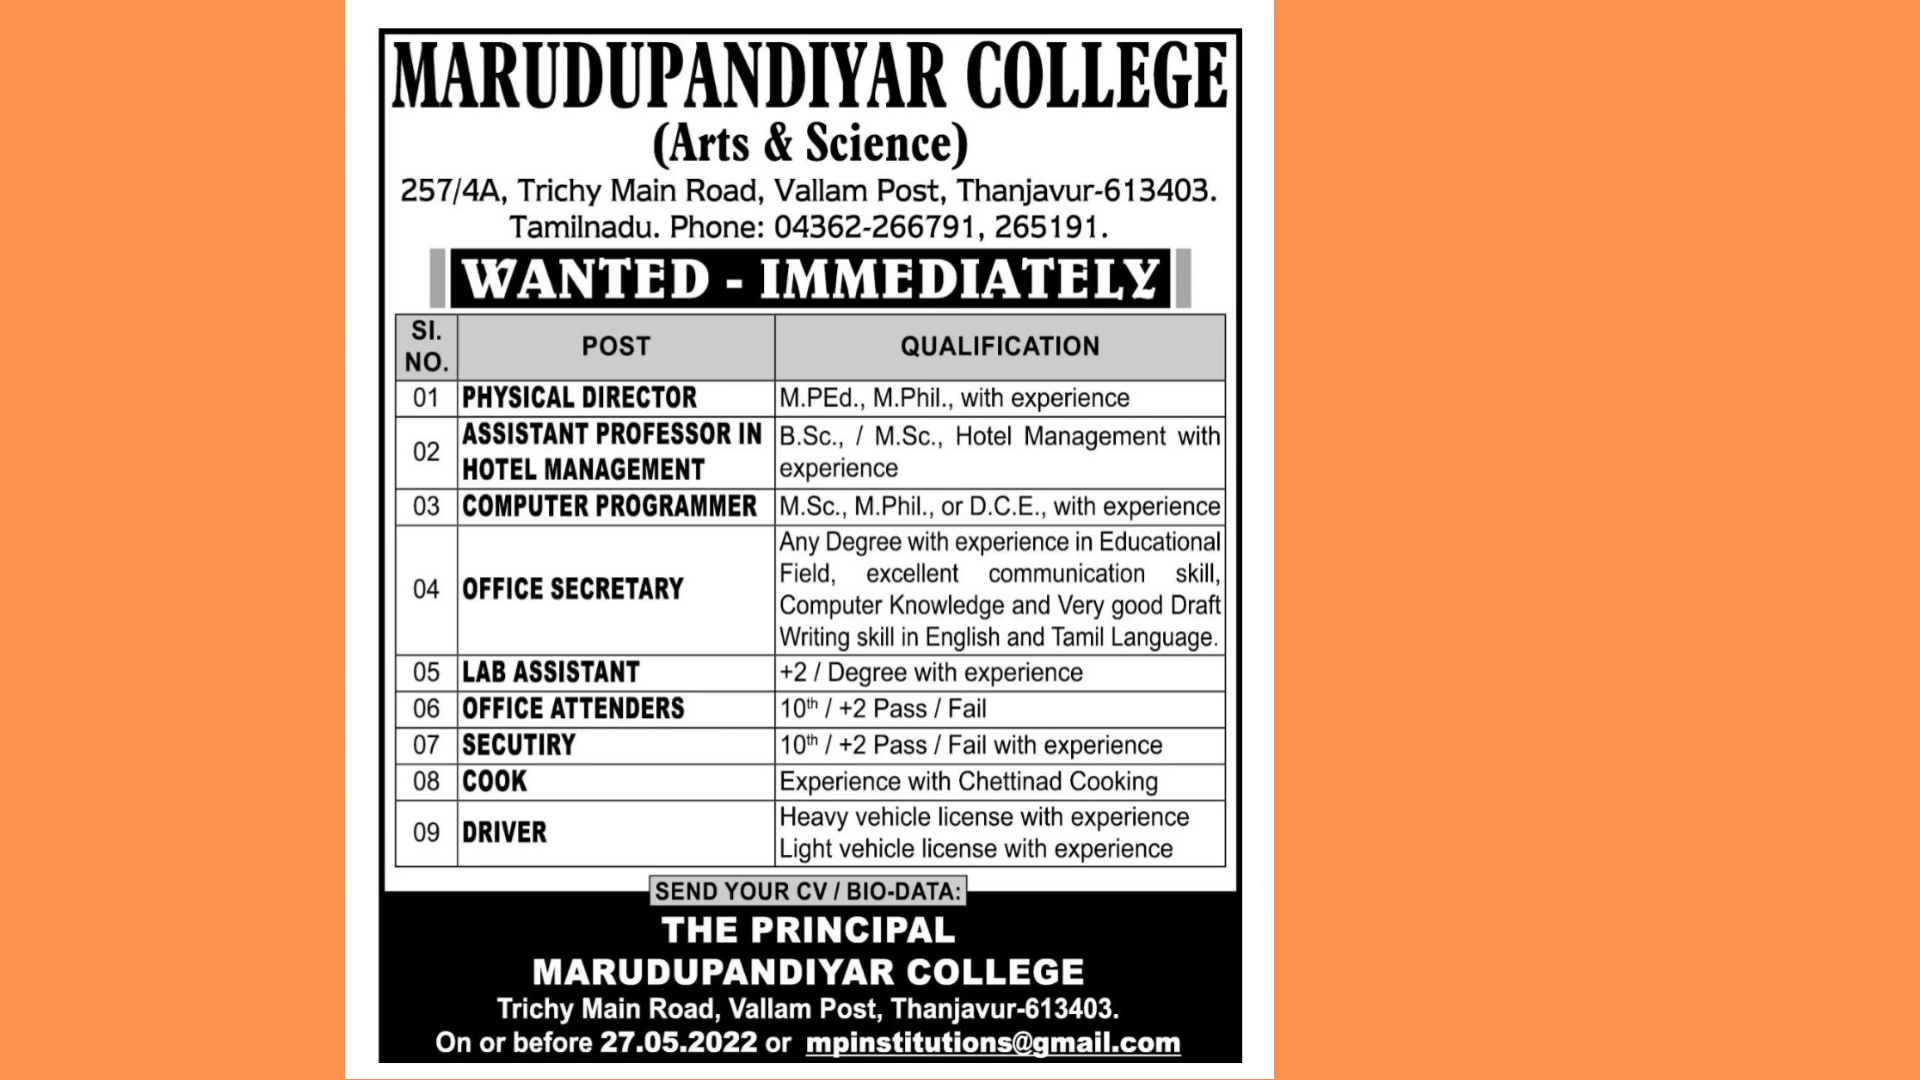 MARUDUPANDIYAR COLLEGE
(Arts & Science)
257/4A, Trichy Main Road, Vallam Post, Thanjavur-613403.
Tamilnadu. Phone: 04362-266791, 265191.
WANTED - IMMEDIATELY
SI. NO. POST QUALIFICATION
01 PHYSICAL DIRECTOR M.PEd., M.Phil., with experience
02 ASSISTANT PROFESSOR IN
HOTEL MANAGEMENT
B.Sc., / M.Sc., Hotel Management with
experience
03 COMPUTER PROGRAMMER M.Sc., M.Phil., or D.C.E., with experience
04 OFFICE SECRETARY
Any Degree with experience in Educational
Field, excellent communication skill,
Computer Knowledge and Very good Draft
Writing skill in English and Tamil Language.
05 LAB ASSISTANT +2 / Degree with experience
06 OFFICE ATTENDERS 10th / +2 Pass / Fail
07 SECUTIRY 10th / +2 Pass / Fail with experience
08 COOK Experience with Chettinad Cooking
09 DRIVER
Heavy vehicle license with experience
Light vehicle license with experience
SEND YOUR CV / BIO-DATA:
THE PRINCIPAL
MARUDUPANDIYAR COLLEGE
Trichy Main Road, Vallam Post, Thanjavur-613403.
On or before 27.05.2022 or mpinstitutions@gmail.com